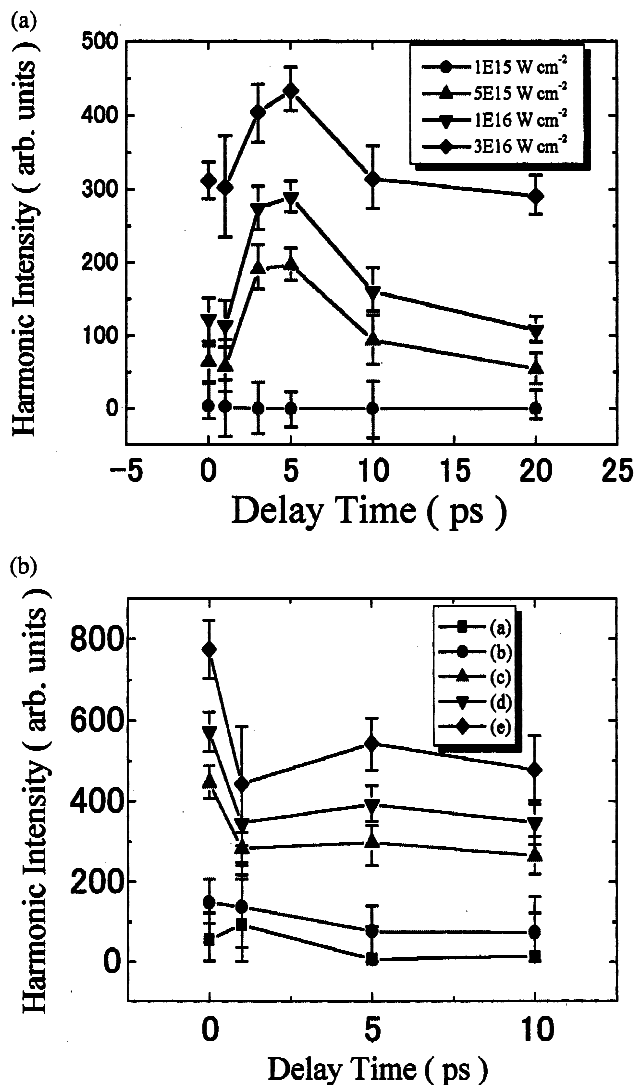 (a)
500
400
300
200
100
0
Harmonic Intensity ( arb. units )
1E15 W cm-2
5E15 W cm-2
1E16 W cm-2
3E16 W cm-2
-5 0 5 10 15 20 25
Delay Time ( ps )
(b)
800
600
400
200
0
Harmonic Intensity ( arb. units )
(a)
(b)
(c)
(d)
(e)
0 5 10
Delay Time ( ps )